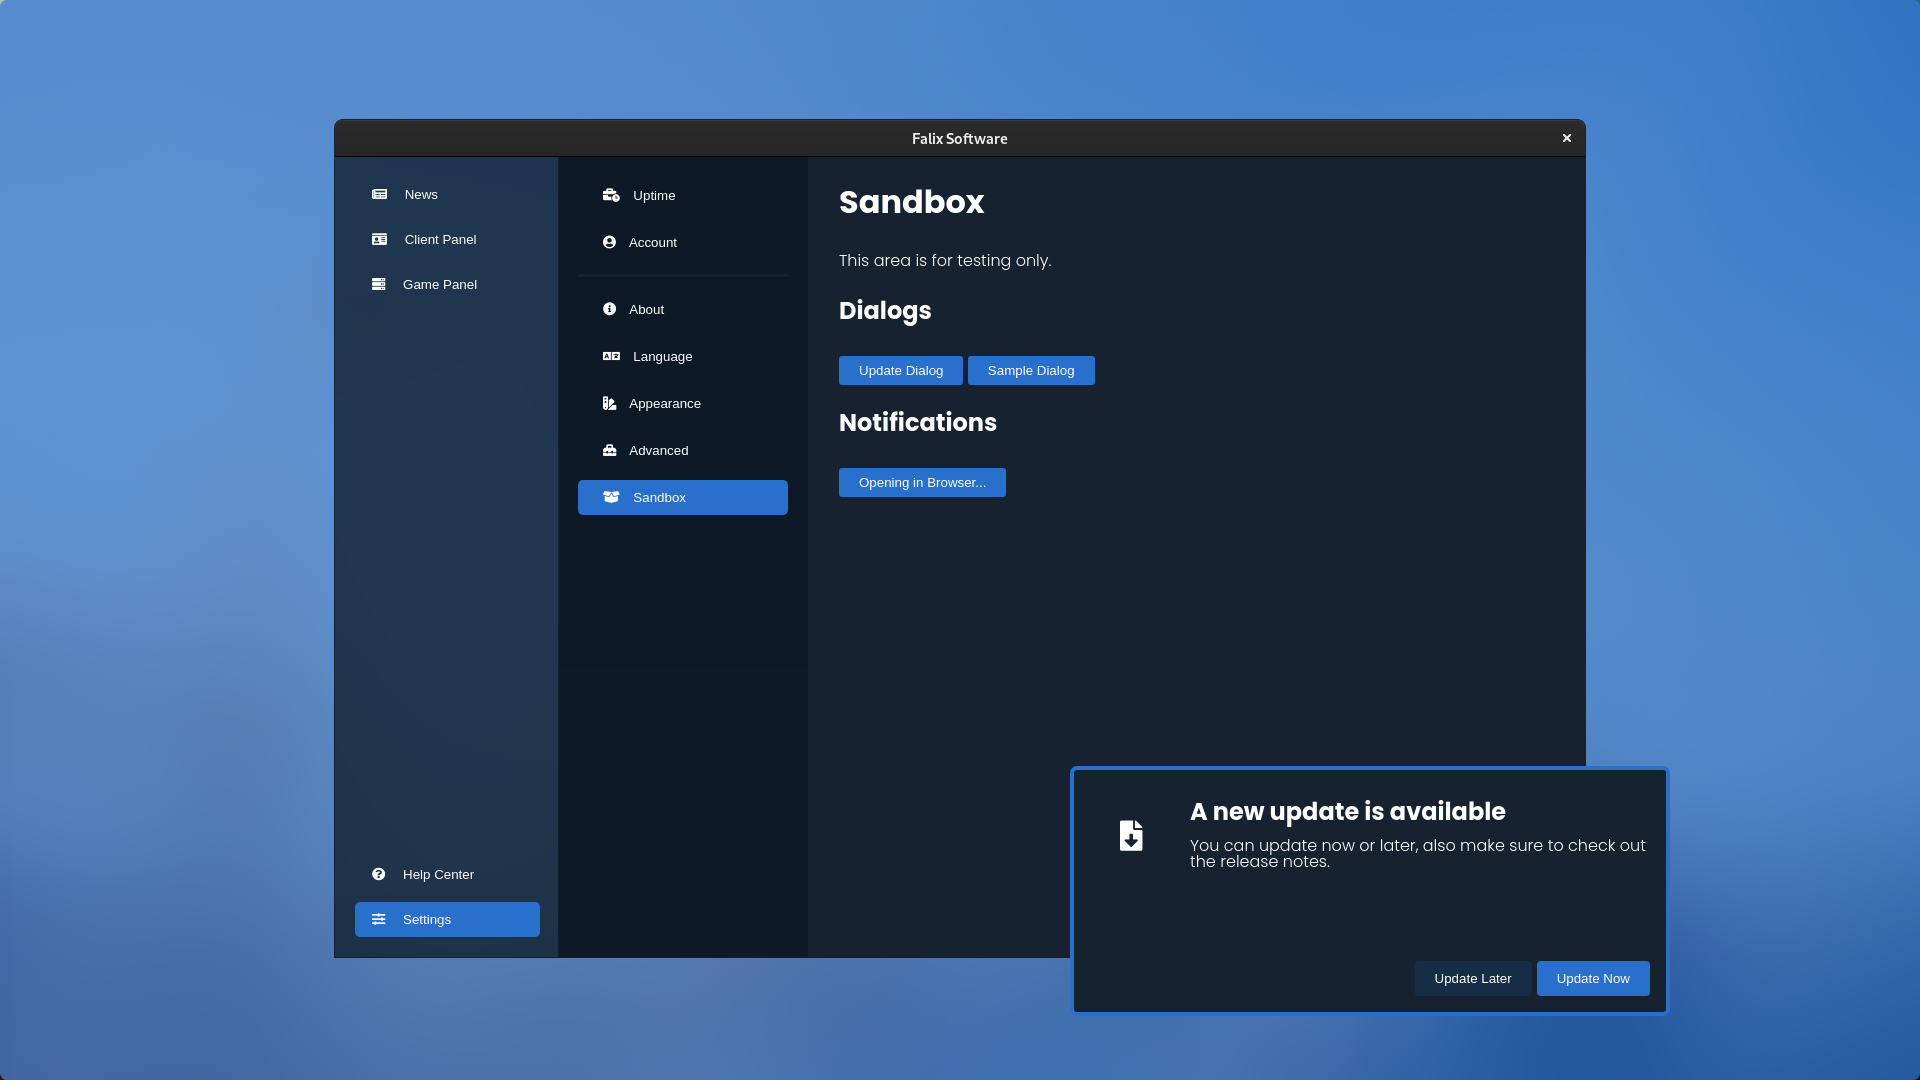 Falix Software
News
Client Panel
Game Panel
Help Center
Settings
Uptime
Account
About
Language
Appearance
Advanced
Sandbox
Sandbox
This area is for testing only.
Dialogs
Update Dialog Sample Dialog
Notifications
Opening in Browser...
A new update is available
You can update now or later, also make sure to check out
the release notes.
Update Later Update Now